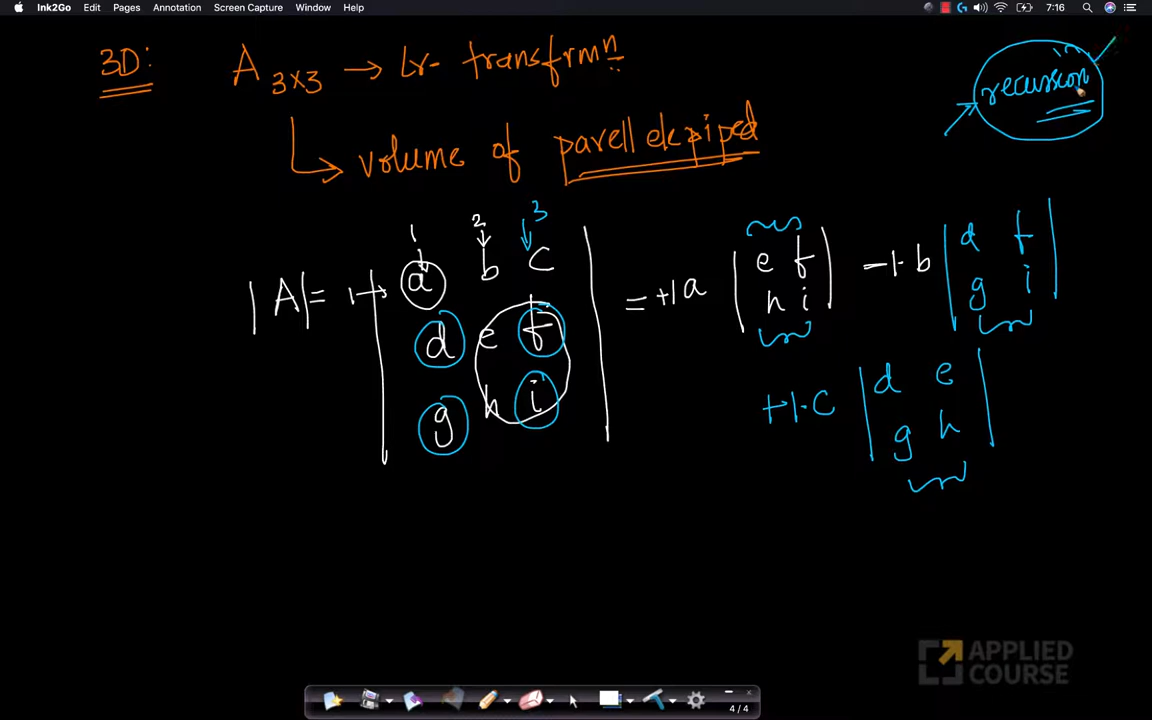 Ink2Go Edit Pages Annotation Screen Capture Window Help 7:16
3D: A 3x3 → Lr- transfrmn
recursion
↳ volume of parellelepiped
1 2 3
|A| = 1→ | a b c | = +1 a | e f | -1· b | d f |
| d e f | | h i | | g i |
| g h i | +1· c | d e |
| g h |
APPLIED
COURSE
4/4